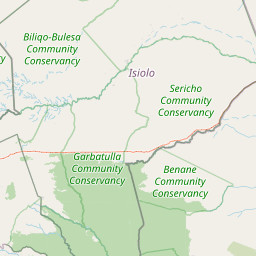 Biliqo-Bulesa
Community
Conservancy
Isiolo
Sericho
Community
Conservancy
Garbatulla
Community
Conservancy
Benane
Community
Conservancy